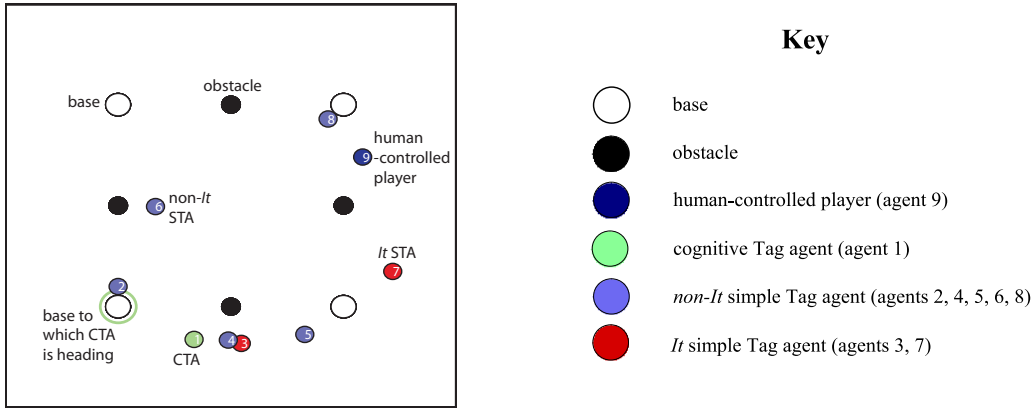 obstacle
base
8
human
-controlled
player
9
non-It
STA
6
It STA
7
2
base to
which CTA
is heading
1
4
3
5
CTA
Key
base
obstacle
human-controlled player (agent 9)
cognitive Tag agent (agent 1)
non-It simple Tag agent (agents 2, 4, 5, 6, 8)
It simple Tag agent (agents 3, 7)